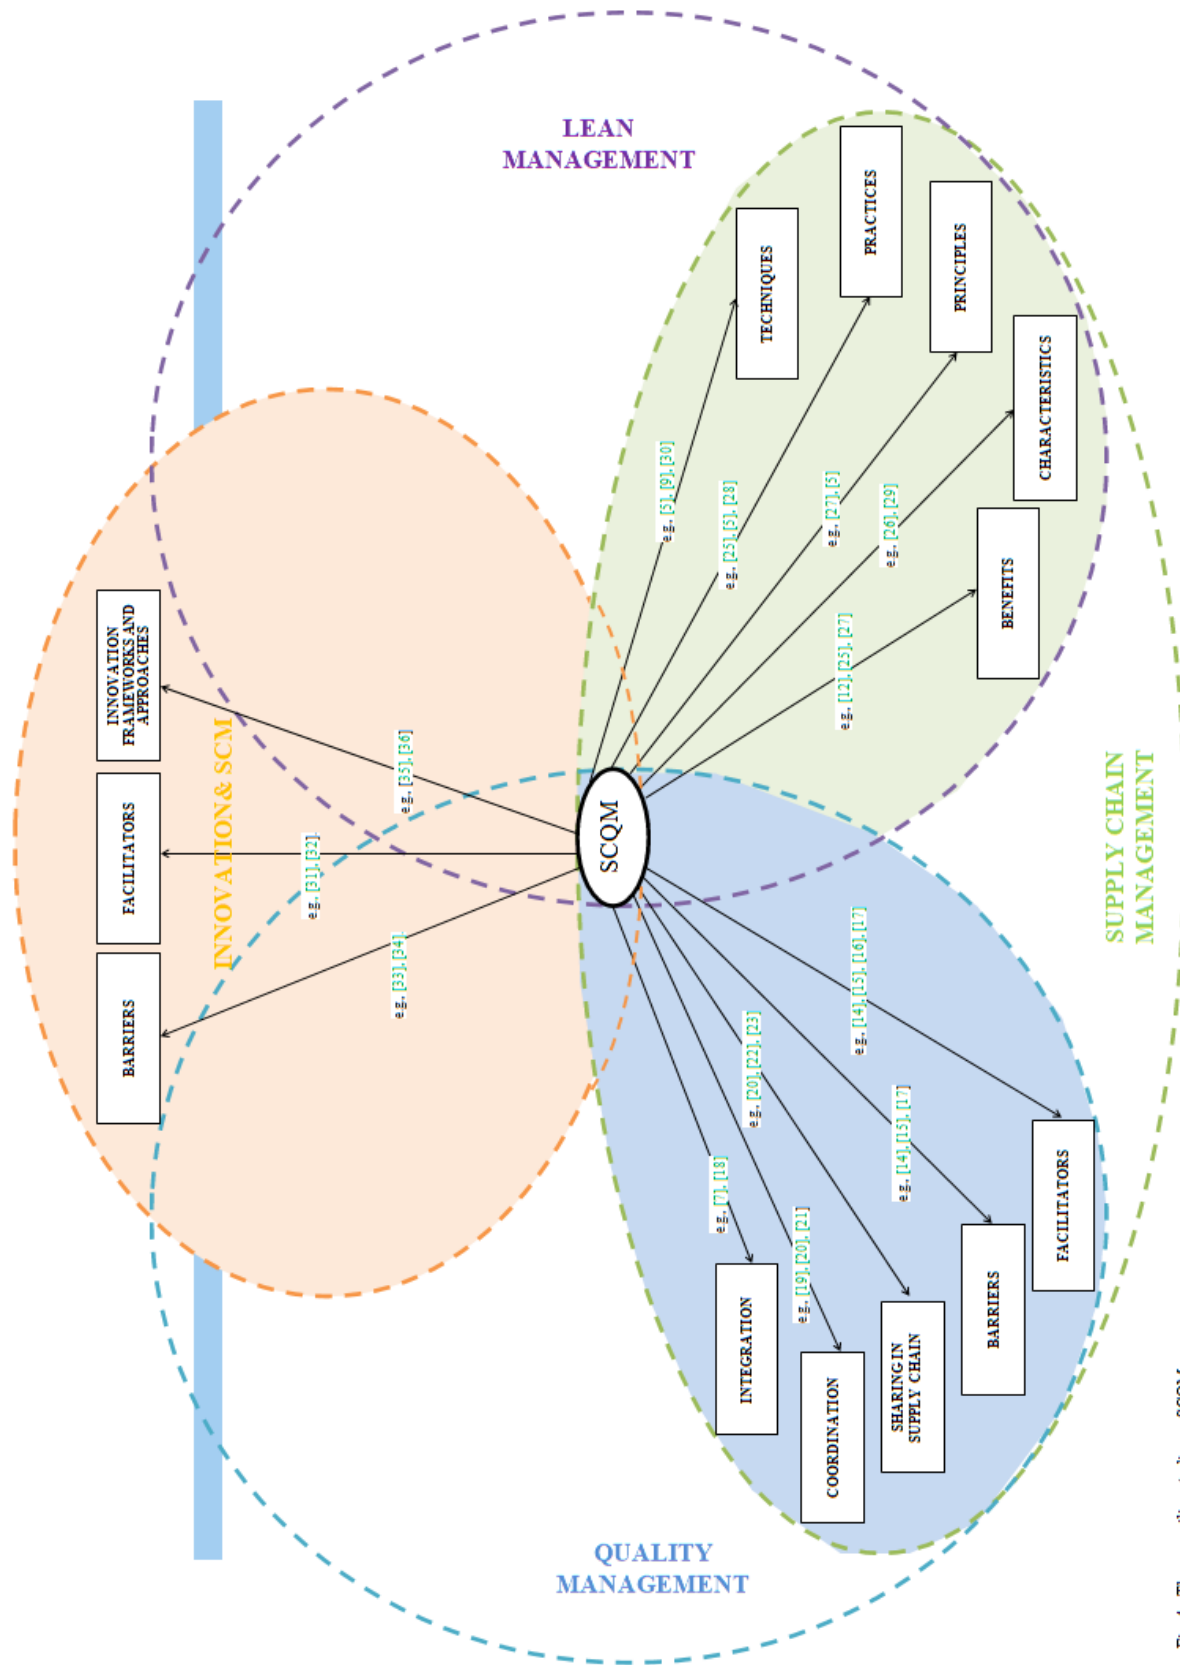 LEAN
MANAGEMENT
INNOVATION
FRAMEWORKS AND
APPROACHES
FACILITATORS
BARRIERS
INNOVATION& SCM
e.g., [35], [36]
e.g., [31], [32]
e.g., [33], [34]
SCQM
TECHNIQUES
PRACTICES
PRINCIPLES
CHARACTERISTICS
BENEFITS
e.g., [5], [9], [30]
e.g., [25], [5], [28]
e.g., [27], [5]
e.g., [26], [29]
e.g., [12], [25], [27]
SUPPLY CHAIN
MANAGEMENT
e.g., [14], [15], [16], [17]
e.g., [20], [22], [23]
e.g., [14], [15], [17]
e.g., [7], [18]
e.g., [19], [20], [21]
INTEGRATION
COORDINATION
SHARING IN
SUPPLY CHAIN
BARRIERS
FACILITATORS
QUALITY
MANAGEMENT